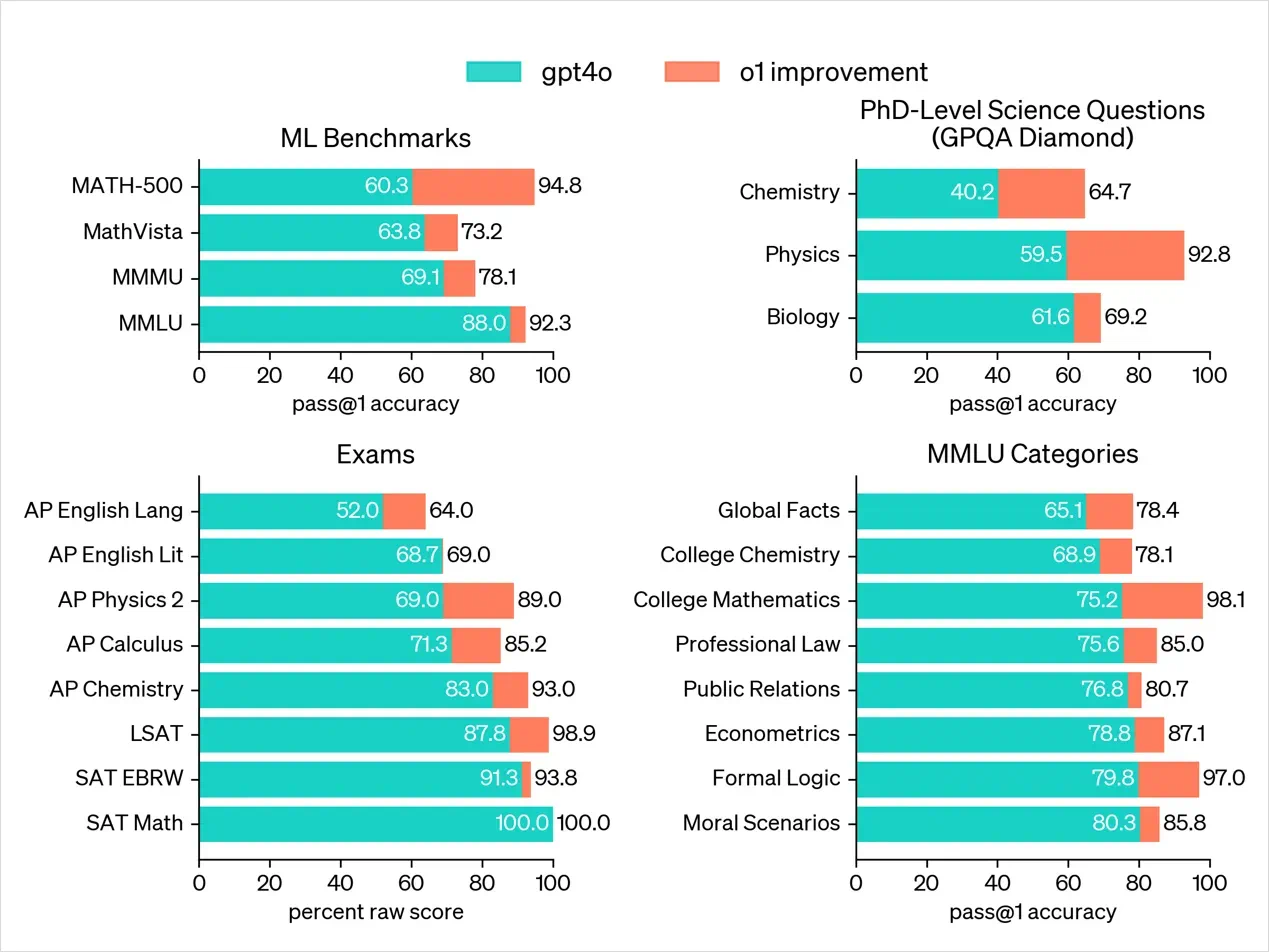 gpt4o o1 improvement
ML Benchmarks
MATH-500 60.3 94.8
MathVista 63.8 73.2
MMMU 69.1 78.1
MMLU 88.0 92.3
0 20 40 60 80 100
pass@1 accuracy
PhD-Level Science Questions
(GPQA Diamond)
Chemistry 40.2 64.7
Physics 59.5 92.8
Biology 61.6 69.2
0 20 40 60 80 100
pass@1 accuracy
Exams
AP English Lang 52.0 64.0
AP English Lit 68.7 69.0
AP Physics 2 69.0 89.0
AP Calculus 71.3 85.2
AP Chemistry 83.0 93.0
LSAT 87.8 98.9
SAT EBRW 91.3 93.8
SAT Math 100.0 100.0
0 20 40 60 80 100
percent raw score
MMLU Categories
Global Facts 65.1 78.4
College Chemistry 68.9 78.1
College Mathematics 75.2 98.1
Professional Law 75.6 85.0
Public Relations 76.8 80.7
Econometrics 78.8 87.1
Formal Logic 79.8 97.0
Moral Scenarios 80.3 85.8
0 20 40 60 80 100
pass@1 accuracy